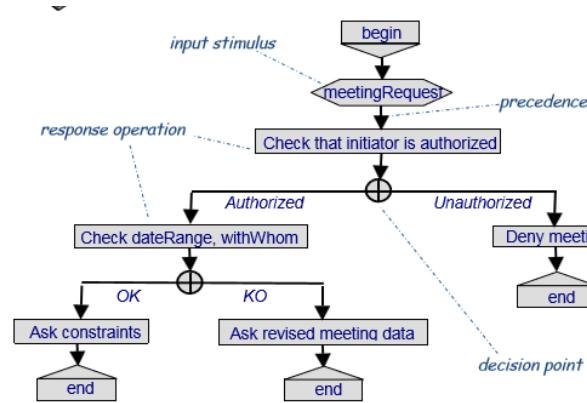 begin
input stimulus
meetingRequest
precedence
response operation
Check that initiator is authorized
Authorized
Unauthorized
Check dateRange, withWhom
Deny
end
OK
KO
Ask constraints
Ask revised meeting data
decision point
end
end